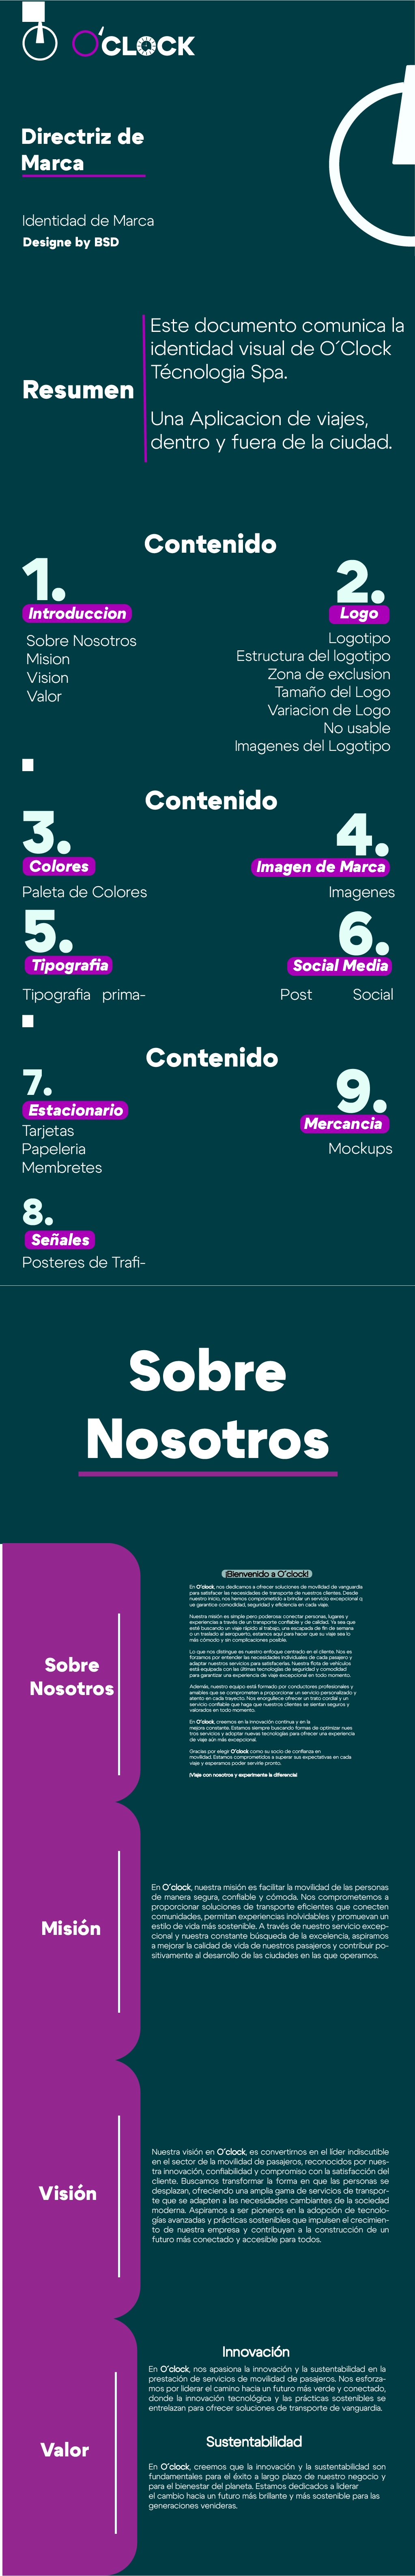 O´CLOCK
Directriz de
Marca
Identidad de Marca
Designe by BSD
Resumen
Este documento comunica la
identidad visual de O´Clock
Técnologia Spa.
Una Aplicacion de viajes,
dentro y fuera de la ciudad.
Contenido
1.
Introduccion
Sobre Nosotros
Mision
Vision
Valor
2.
Logo
Logotipo
Estructura del logotipo
Zona de exclusion
Tamaño del Logo
Variacion de Logo
No usable
Imagenes del Logotipo
Contenido
3.
Colores
Paleta de Colores
4.
Imagen de Marca
Imagenes
5.
Tipografia
Tipografia prima-
6.
Social Media
Post Social
Contenido
7.
Estacionario
Tarjetas
Papeleria
Membretes
9.
Mercancia
Mockups
8.
Señales
Posteres de Trafi-
Sobre
Nosotros
Sobre
Nosotros
¡Bienvenido a O´clock!
En O´clock, nos dedicamos a ofrecer soluciones de movilidad de vanguardia
para satisfacer las necesidades de transporte de nuestros clientes. Desde
nuestro inicio, nos hemos comprometido a brindar un servicio excepcional q
ue garantice comodidad, seguridad y eficiencia en cada viaje.
Nuestra misión es simple pero poderosa: conectar personas, lugares y
experiencias a través de un transporte confiable y de calidad. Ya sea que
esté buscando un viaje rápido al trabajo, una escapada de fin de semana
o un traslado al aeropuerto, estamos aquí para hacer que su viaje sea lo
más cómodo y sin complicaciones posible.
Lo que nos distingue es nuestro enfoque centrado en el cliente. Nos es
forzamos por entender las necesidades individuales de cada pasajero y
adaptar nuestros servicios para satisfacerlas. Nuestra flota de vehículos
está equipada con las últimas tecnologías de seguridad y comodidad
para garantizar una experiencia de viaje excepcional en todo momento.
Además, nuestro equipo está formado por conductores profesionales y
amables que se comprometen a proporcionar un servicio personalizado y
atento en cada trayecto. Nos enorgullece ofrecer un trato cordial y un
servicio confiable que haga que nuestros clientes se sientan seguros y
valorados en todo momento.
En O´clock, creemos en la innovación continua y en la
mejora constante. Estamos siempre buscando formas de optimizar nues
tros servicios y adoptar nuevas tecnologías para ofrecer una experiencia
de viaje aún más excepcional.
Gracias por elegir O´clock como su socio de confianza en
movilidad. Estamos comprometidos a superar sus expectativas en cada
viaje y esperamos poder servirle pronto.
¡Viaje con nosotros y experimente la diferencia!
Misión
En O´clock, nuestra misión es facilitar la movilidad de las personas
de manera segura, confiable y cómoda. Nos comprometemos a
proporcionar soluciones de transporte eficientes que conecten
comunidades, permitan experiencias inolvidables y promuevan un
estilo de vida más sostenible. A través de nuestro servicio excep-
cional y nuestra constante búsqueda de la excelencia, aspiramos
a mejorar la calidad de vida de nuestros pasajeros y contribuir po-
sitivamente al desarrollo de las ciudades en las que operamos.
Visión
Nuestra visión en O´clock, es convertirnos en el líder indiscutible
en el sector de la movilidad de pasajeros, reconocidos por nues-
tra innovación, confiabilidad y compromiso con la satisfacción del
cliente. Buscamos transformar la forma en que las personas se
desplazan, ofreciendo una amplia gama de servicios de transpor-
te que se adapten a las necesidades cambiantes de la sociedad
moderna. Aspiramos a ser pioneros en la adopción de tecnolo-
gías avanzadas y prácticas sostenibles que impulsen el crecimien-
to de nuestra empresa y contribuyan a la construcción de un
futuro más conectado y accesible para todos.
Valor
Innovación
En O´clock, nos apasiona la innovación y la sustentabilidad en la
prestación de servicios de movilidad de pasajeros. Nos esforza-
mos por liderar el camino hacia un futuro más verde y conectado,
donde la innovación tecnológica y las prácticas sostenibles se
entrelazan para ofrecer soluciones de transporte de vanguardia.
Sustentabilidad
En O´clock, creemos que la innovación y la sustentabilidad son
fundamentales para el éxito a largo plazo de nuestro negocio y
para el bienestar del planeta. Estamos dedicados a liderar
el cambio hacia un futuro más brillante y más sostenible para las
generaciones venideras.